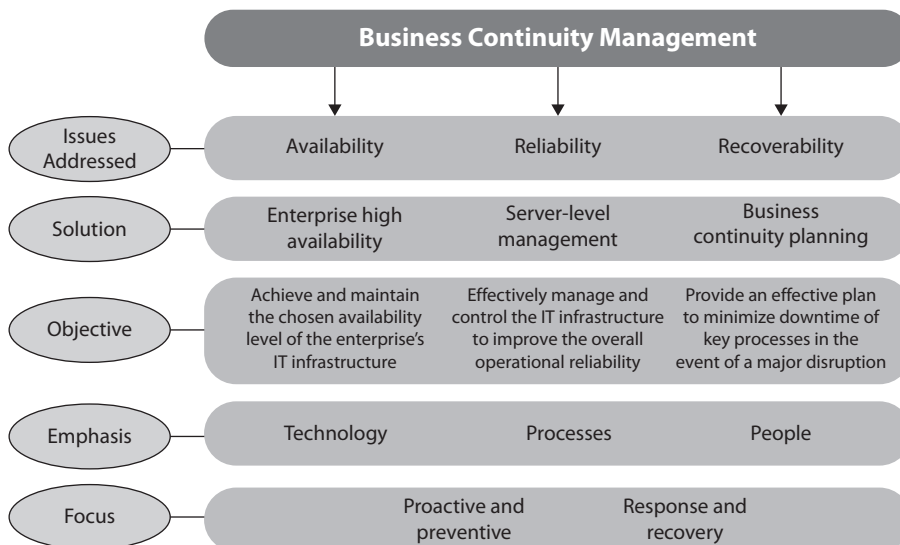 Business Continuity Management
Issues
Addressed
Availability
Reliability
Recoverability
Solution
Enterprise high
availability
Server-level
management
Business
continuity planning
Objective
Achieve and maintain
the chosen availability
level of the enterprise's
IT infrastructure
Effectively manage and
control the IT infrastructure
to improve the overall
operational reliability
Provide an effective plan
to minimize downtime of
key processes in the
event of a major disruption
Emphasis
Technology
Processes
People
Focus
Proactive and
preventive
Response and
recovery